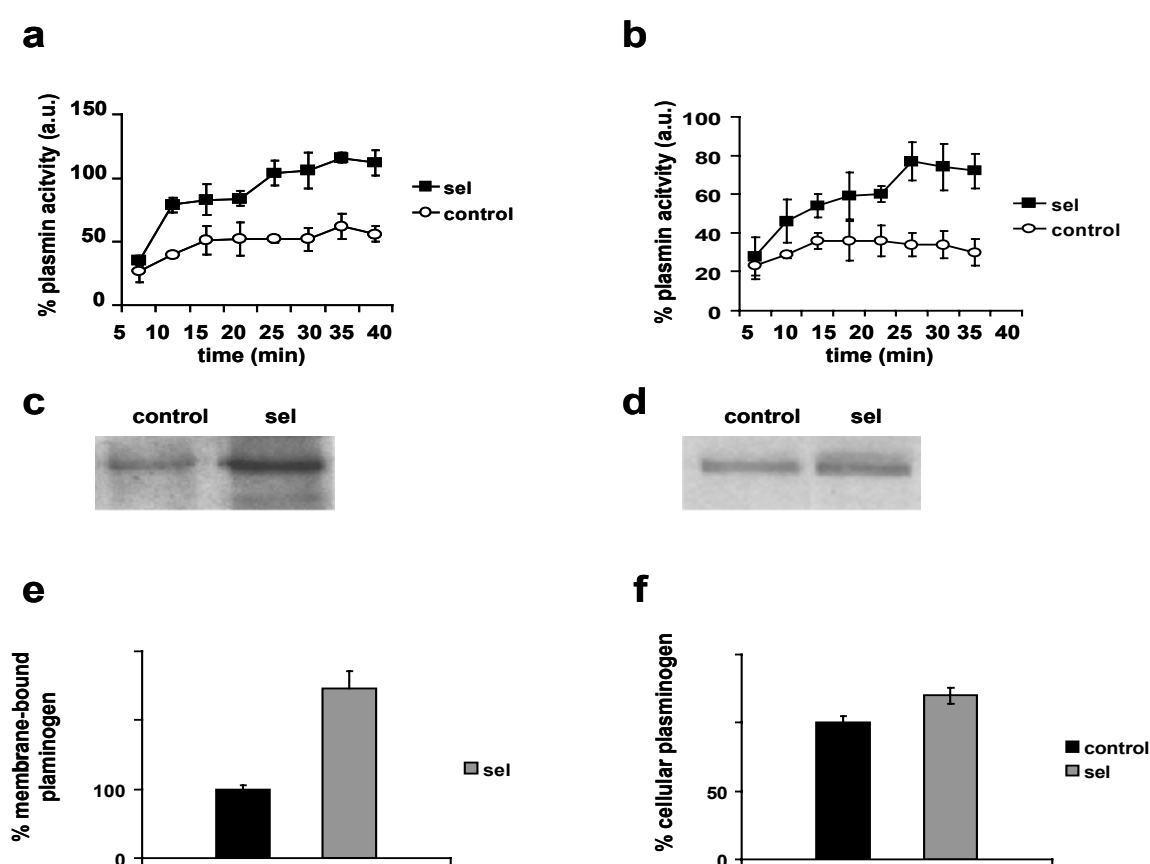 a
% plasmin acitvity (a.u.)
150
100
50
0
5 10 15 20 25 30 35 40
time (min)
sel
control
b
% plasmin acitvity (a.u.)
100
80
60
40
20
0
5 10 15 20 25 30 35 40
time (min)
sel
control
c
control sel
d
control sel
e
% membrane-bound
plaminogen
100
0
sel
f
% cellular plasminogen
50
0
control
sel